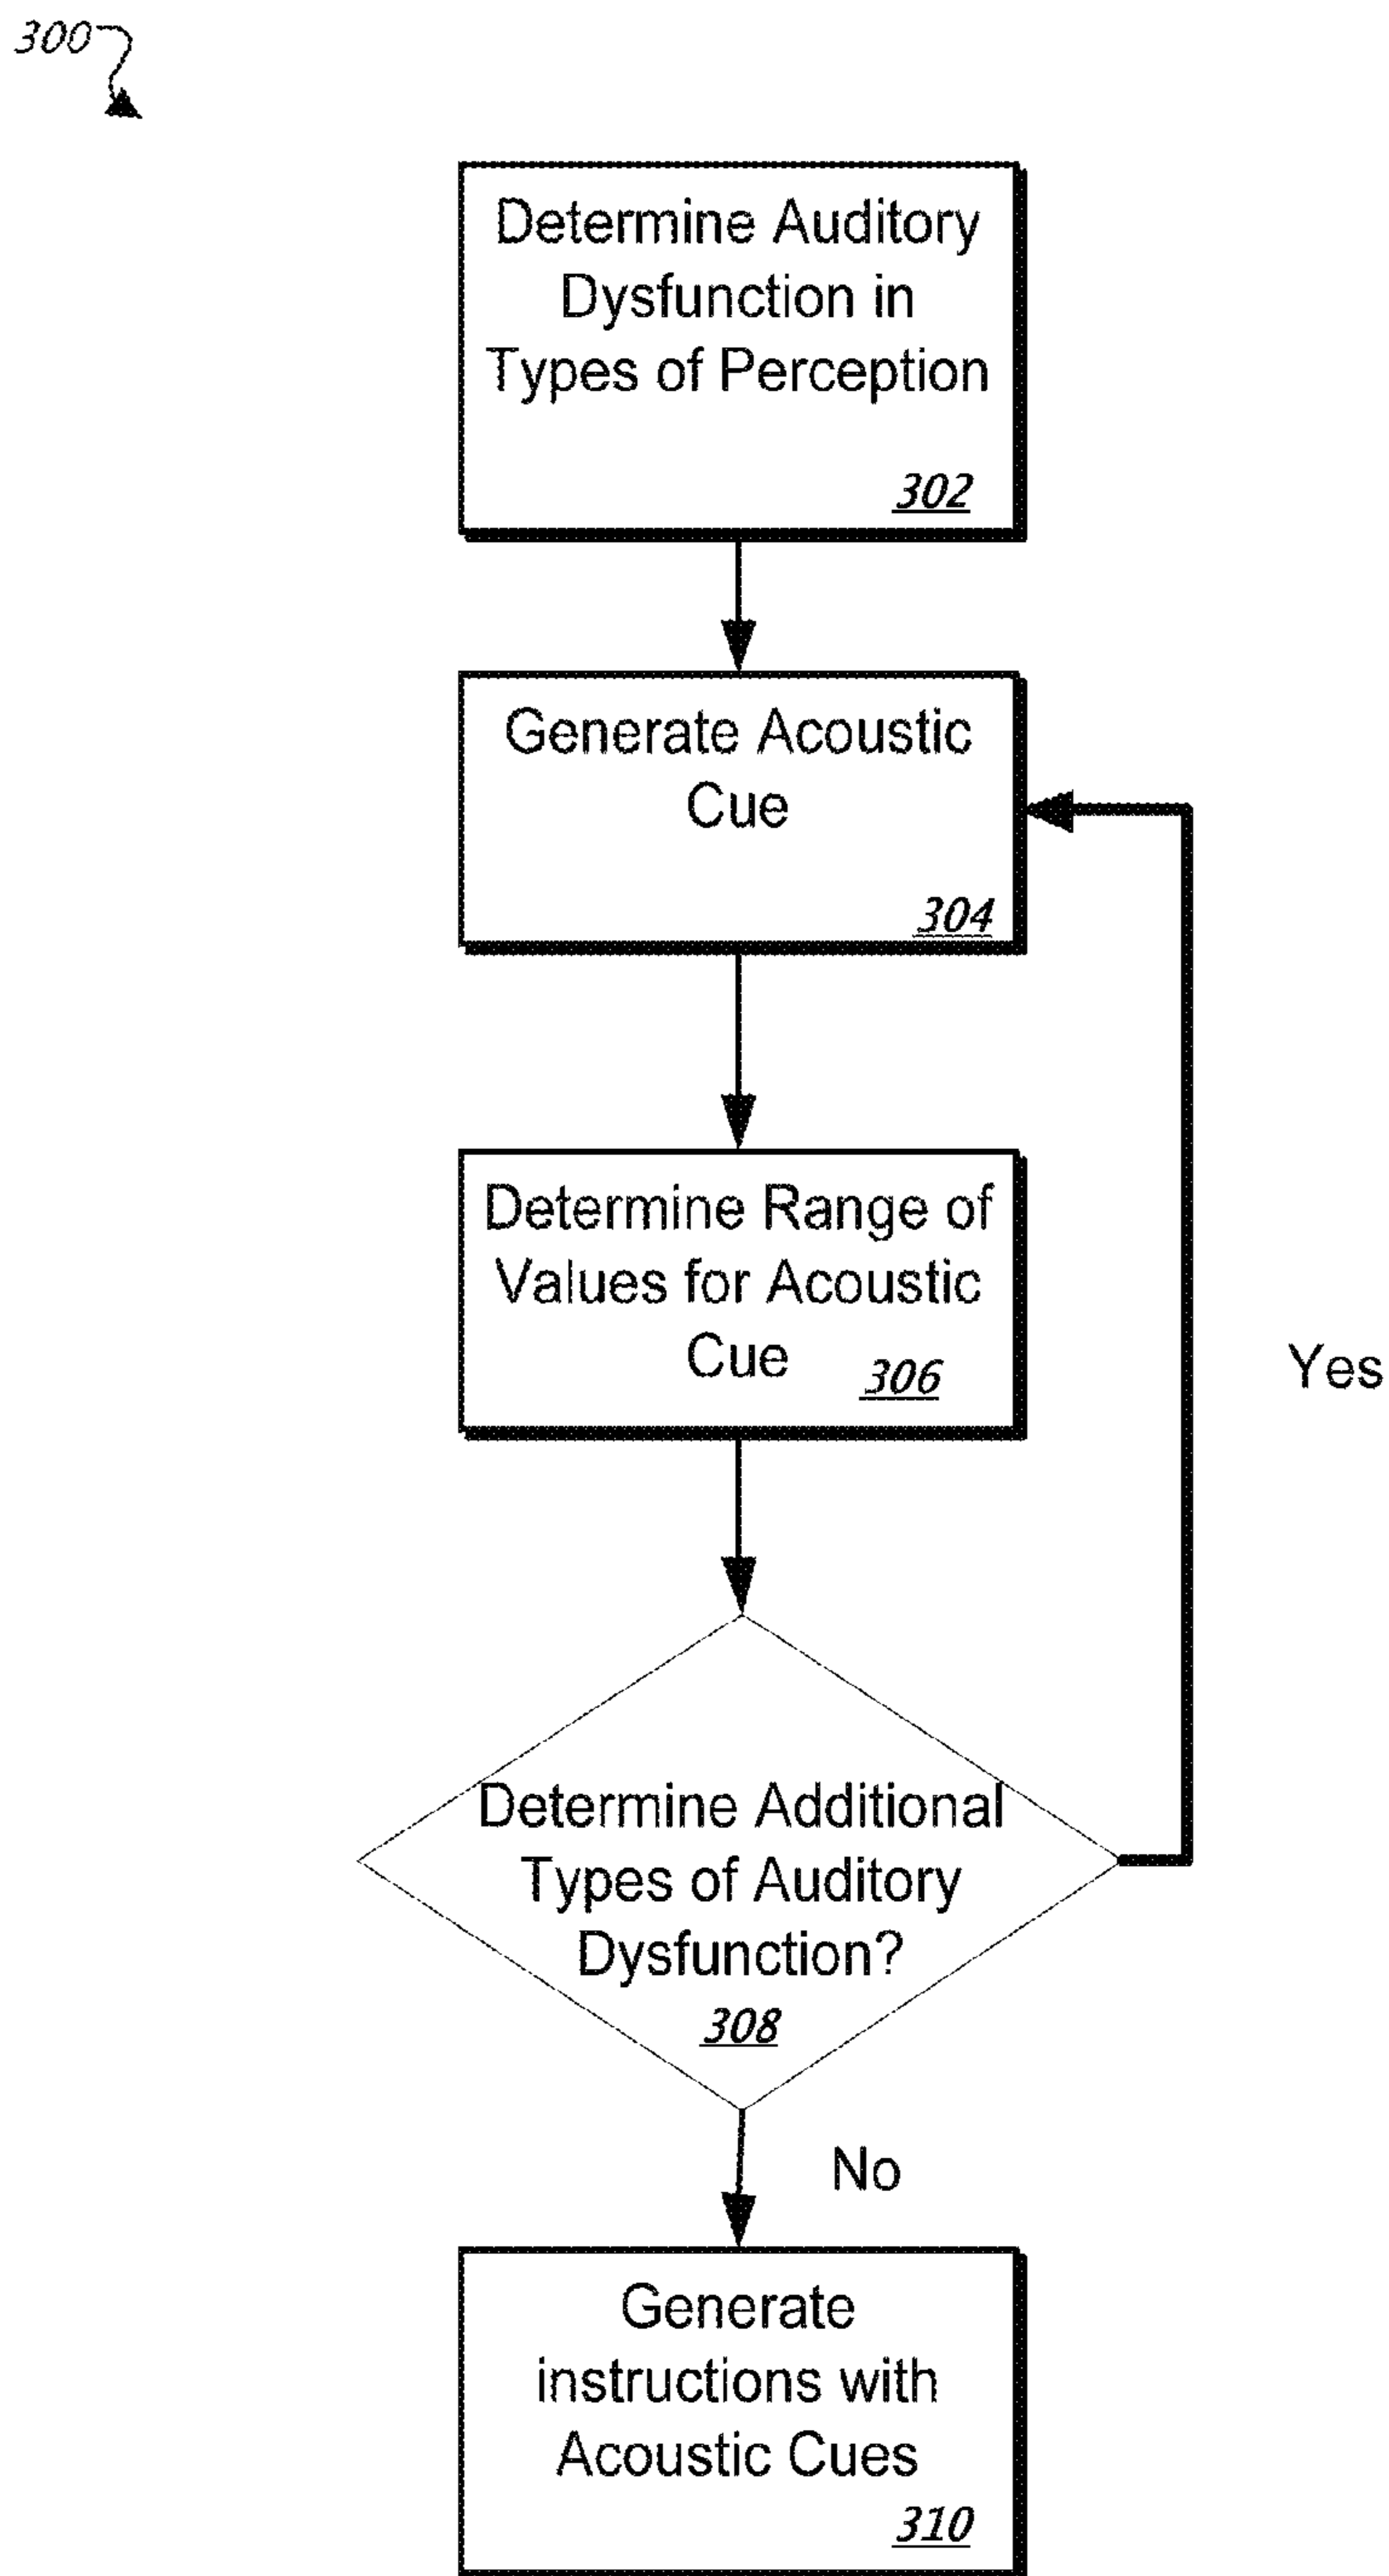 300
Determine Auditory
Dysfunction in
Types of Perception
302
Generate Acoustic
Cue
304
Determine Range of
Values for Acoustic
Cue 306
Yes
Determine Additional
Types of Auditory
Dysfunction?
308
No
Generate
instructions with
Acoustic Cues
310